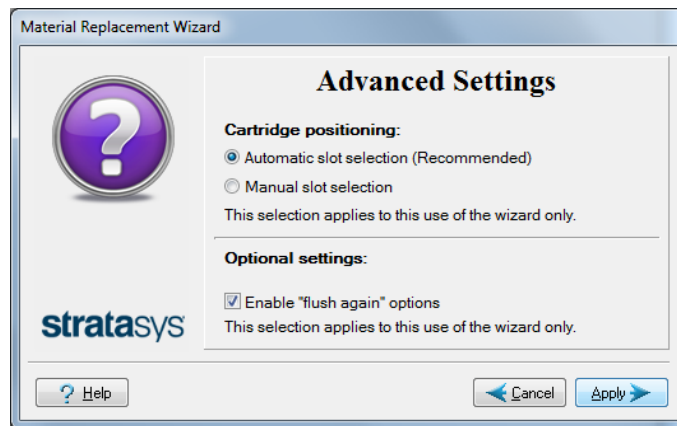 Material Replacement Wizard
Advanced Settings
Cartridge positioning:
Automatic slot selection (Recommended)
Manual slot selection
This selection applies to this use of the wizard only.
Optional settings:
Enable "flush again" options
This selection applies to this use of the wizard only.
stratasys
? Help
Cancel
Apply